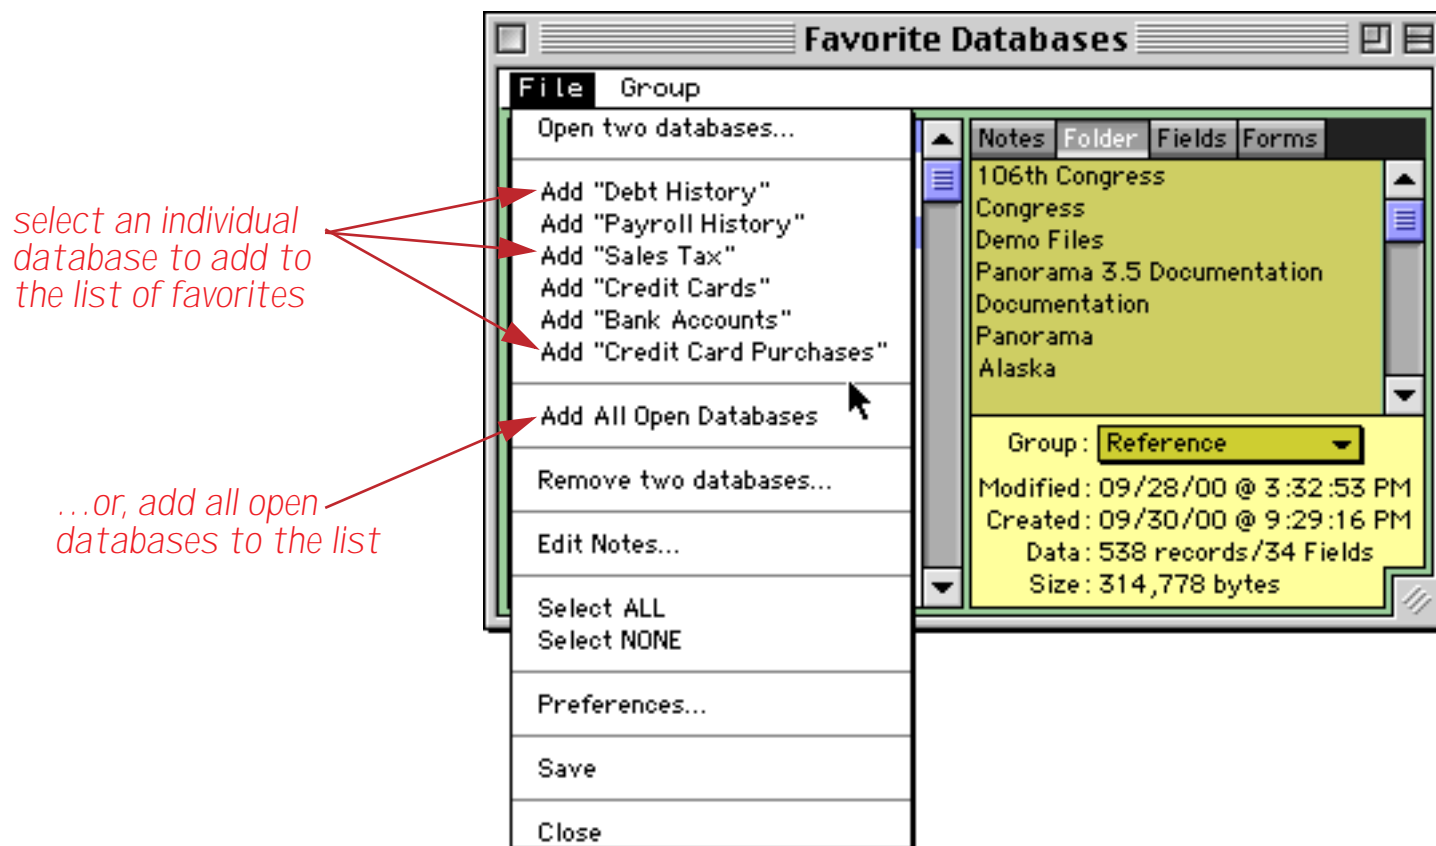 Favorite Databases
File Group
Open two databases...
Add "Debt History"
Add "Payroll History"
Add "Sales Tax"
Add "Credit Cards"
Add "Bank Accounts"
Add "Credit Card Purchases"
Add All Open Databases
Remove two databases...
Edit Notes...
Select ALL
Select NONE
Preferences...
Save
Close
select an individual
database to add to
the list of favorites
...or, add all open
databases to the list
Notes Folder Fields Forms
106th Congress
Congress
Demo Files
Panorama 3.5 Documentation
Documentation
Panorama
Alaska
Group: Reference
Modified: 09/28/00 @ 3:32:53 PM
Created: 09/30/00 @ 9:29:16 PM
Data: 538 records/34 Fields
Size: 314,778 bytes